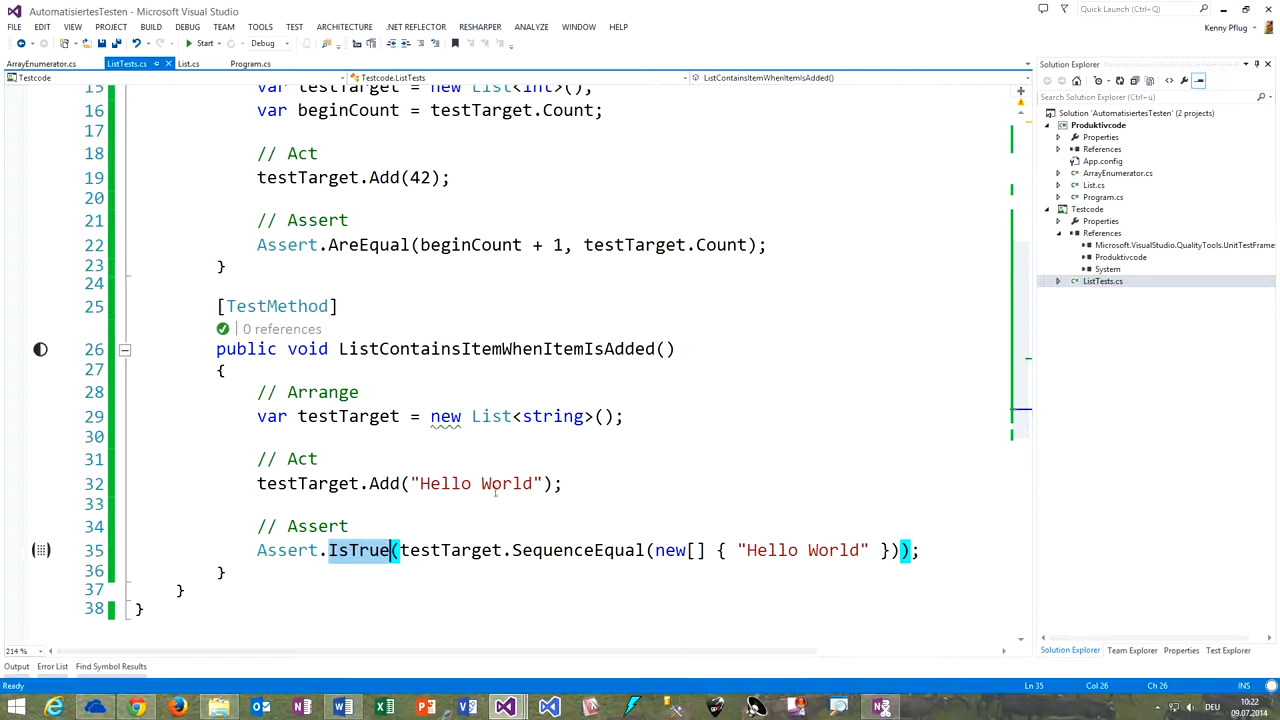 AutomatisiertesTesten - Microsoft Visual Studio
Quick Launch (Ctrl+Q)
FILE EDIT VIEW PROJECT BUILD DEBUG TEAM TOOLS TEST ARCHITECTURE .NET REFLECTOR RESHARPER ANALYZE WINDOW HELP
Kenny Pflug
Start Debug
ArrayEnumerator.cs ListTests.cs List.cs Program.cs
Testcode Testcode.ListTests ListContainsItemWhenItemIsAdded()
15 var testTarget = new List<int>();
16 var beginCount = testTarget.Count;
17
18 // Act
19 testTarget.Add(42);
20
21 // Assert
22 Assert.AreEqual(beginCount + 1, testTarget.Count);
23 }
24
25 [TestMethod]
0 references
26 public void ListContainsItemWhenItemIsAdded()
27 {
28 // Arrange
29 var testTarget = new List<string>();
30
31 // Act
32 testTarget.Add("Hello World");
33
34 // Assert
35 Assert.IsTrue(testTarget.SequenceEqual(new[] { "Hello World" }));
36 }
37 }
38 }
214 %
Solution Explorer
Search Solution Explorer (Ctrl+ü)
Solution 'AutomatisiertesTesten' (2 projects)
Produktivcode
Properties
References
App.config
ArrayEnumerator.cs
List.cs
Program.cs
Testcode
Properties
References
Microsoft.VisualStudio.QualityTools.UnitTestFrame
Produktivcode
System
ListTests.cs
Solution Explorer Team Explorer Properties Test Explorer
Output Error List Find Symbol Results
Ready Ln 35 Col 26 Ch 26 INS
DEU
10:22
09.07.2014